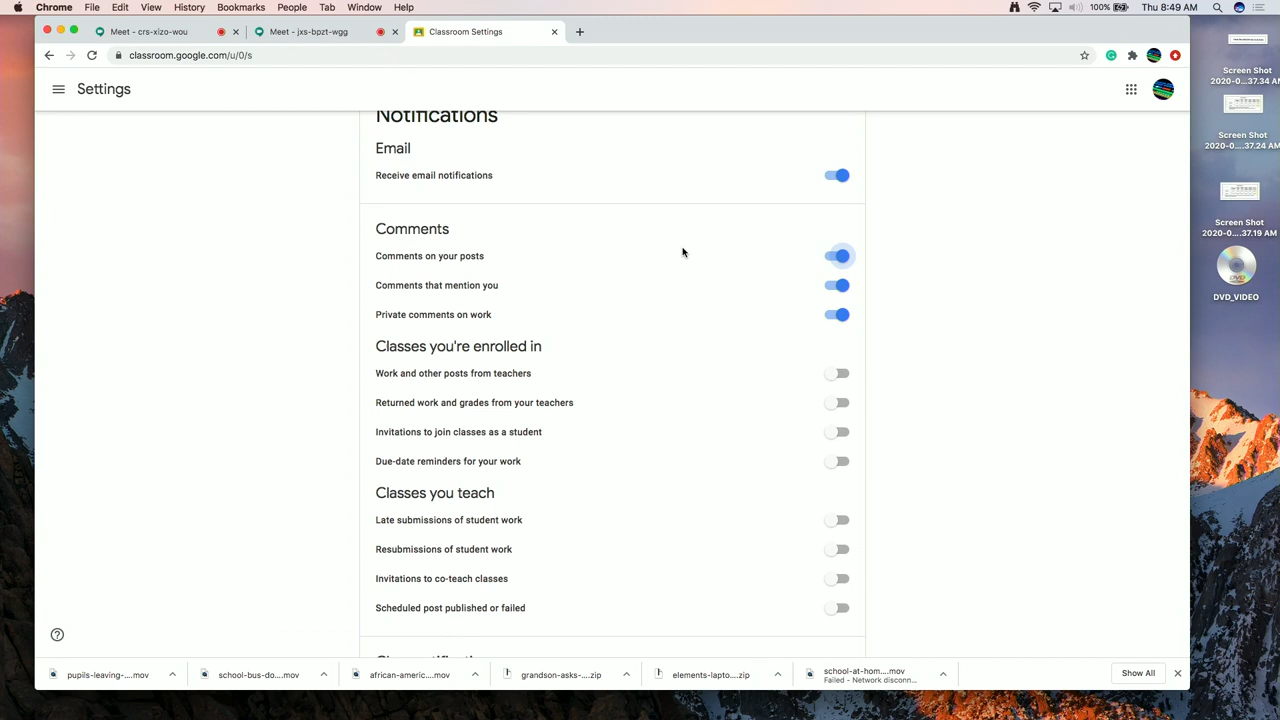 Chrome File Edit View History Bookmarks People Tab Window Help 100% Thu 8:49 AM
Meet - crs-xizo-wou Meet - jxs-bpzt-wgg Classroom Settings
classroom.google.com/u/0/s
Settings
Notifications
Email
Receive email notifications
Comments
Comments on your posts
Comments that mention you
Private comments on work
Classes you're enrolled in
Work and other posts from teachers
Returned work and grades from your teachers
Invitations to join classes as a student
Due-date reminders for your work
Classes you teach
Late submissions of student work
Resubmissions of student work
Invitations to co-teach classes
Scheduled post published or failed
pupils-leaving-....mov school-bus-do....mov african-americ....mov grandson-asks-....zip elements-lapto....zip school-at-hom....mov
Failed - Network disconn...
Show All
Screen Shot
2020-0....37.34 AM
Screen Shot
2020-0....37.24 AM
Screen Shot
2020-0....37.19 AM
DVD
DVD_VIDEO